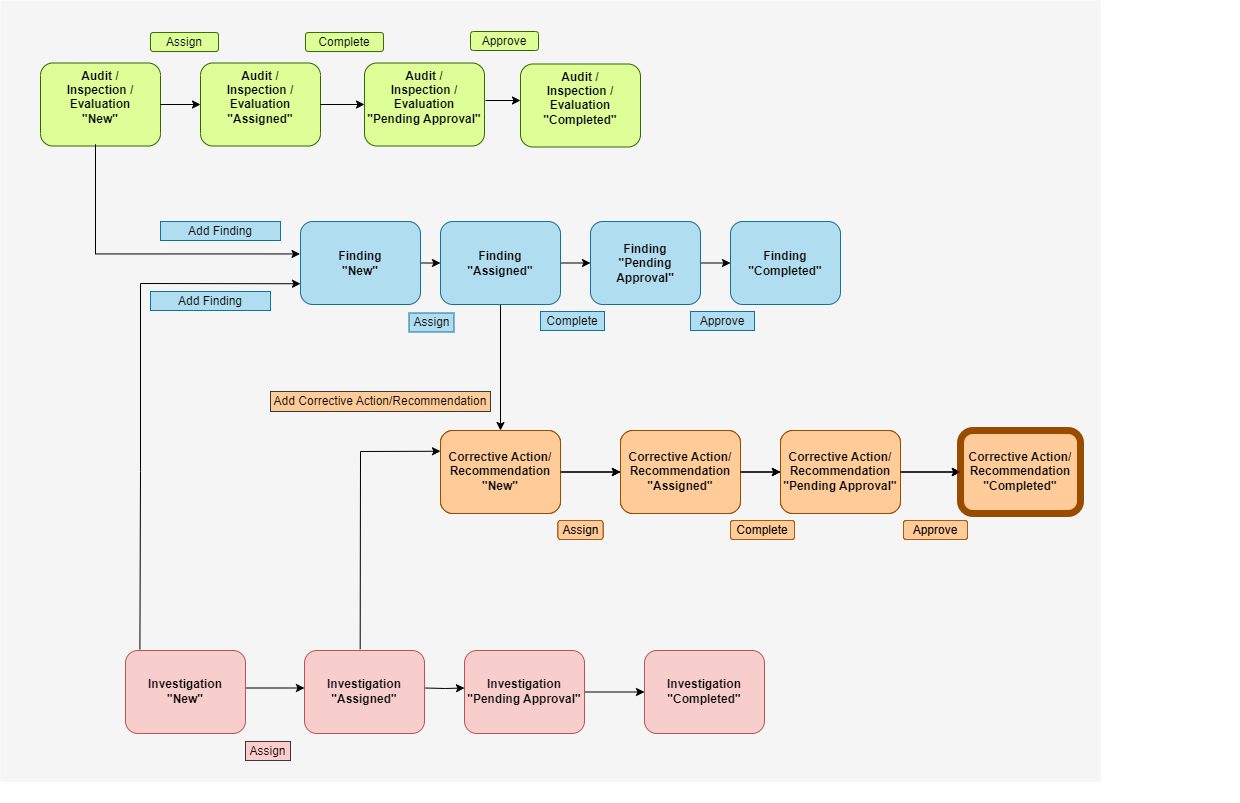 Assign
Complete
Approve
Audit /
Inspection /
Evaluation
"New"
Audit /
Inspection /
Evaluation
"Assigned"
Audit /
Inspection /
Evaluation
"Pending Approval"
Audit /
Inspection /
Evaluation
"Completed"
Add Finding
Finding
"New"
Finding
"Assigned"
Finding
"Pending
Approval"
Finding
"Completed"
Add Finding
Assign
Complete
Approve
Add Corrective Action/Recommendation
Corrective Action/
Recommendation
"New"
Corrective Action/
Recommendation
"Assigned"
Corrective Action/
Recommendation
"Pending Approval"
Corrective Action/
Recommendation
"Completed"
Assign
Complete
Approve
Investigation
"New"
Investigation
"Assigned"
Investigation
"Pending Approval"
Investigation
"Completed"
Assign